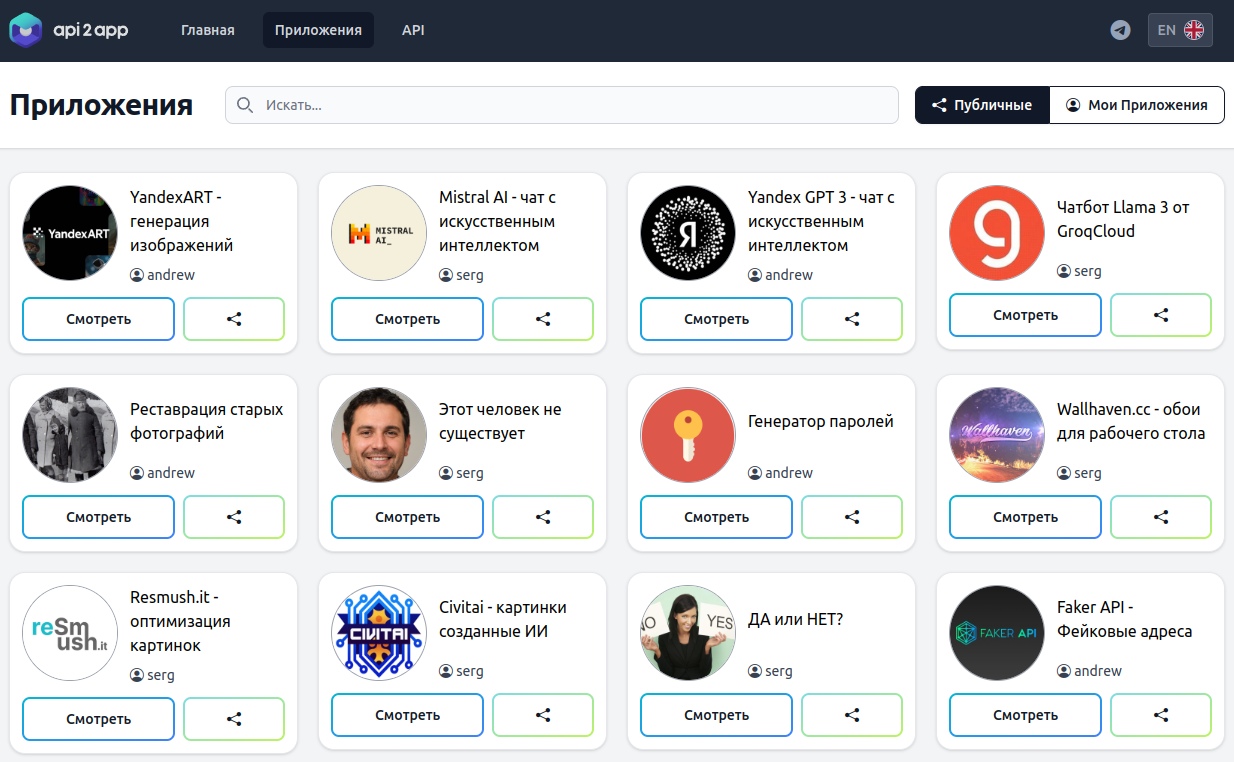 api2app
Главная
Приложения
API
EN
Приложения
Искать...
Публичные
Мои Приложения
YandexART
YandexART -
генерация
изображений
andrew
Смотреть
MISTRAL
AI_
Mistral AI - чат с
искусственным
интеллектом
serg
Смотреть
Я
Yandex GPT 3 - чат с
искусственным
интеллектом
andrew
Смотреть
g
Чатбот Llama 3 от
GroqCloud
serg
Смотреть
Реставрация старых
фотографий
andrew
Смотреть
Этот человек не
существует
serg
Смотреть
Генератор паролей
andrew
Смотреть
Wallhaven
Wallhaven.cc - обои
для рабочего стола
serg
Смотреть
reSm
ush.it
Resmush.it -
оптимизация
картинок
serg
Смотреть
CIVITAI
Civitai - картинки
созданные ИИ
serg
Смотреть
NO
YES
ДА или НЕТ?
serg
Смотреть
FAKER API
Faker API -
Фейковые адреса
andrew
Смотреть